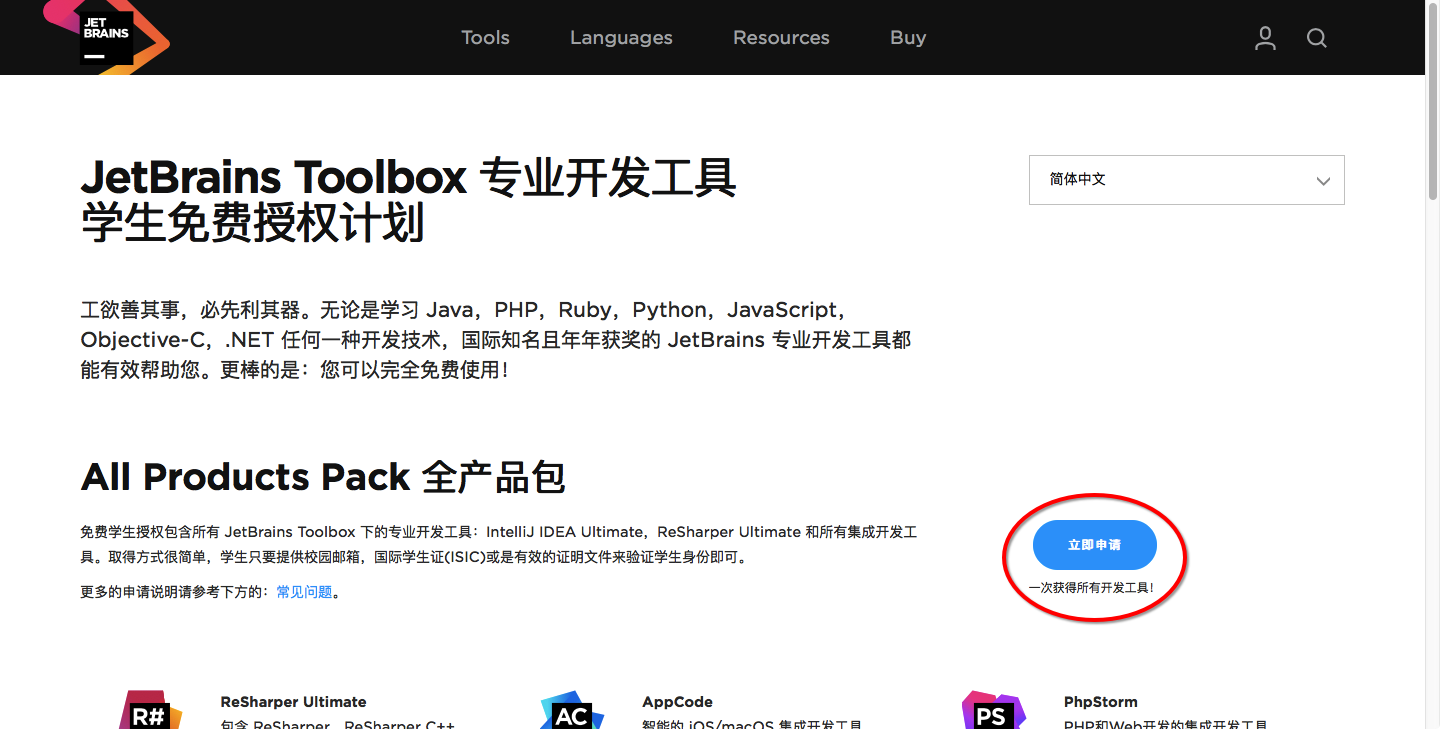 JET
BRAINS
Tools
Languages
Resources
Buy
JetBrains Toolbox 专业开发工具
学生免费授权计划
简体中文
工欲善其事，必先利其器。无论是学习 Java，PHP，Ruby，Python，JavaScript，
Objective-C，.NET 任何一种开发技术，国际知名且年年获奖的 JetBrains 专业开发工具都
能有效帮助您。更棒的是：您可以完全免费使用！
All Products Pack 全产品包
免费学生授权包含所有 JetBrains Toolbox 下的专业开发工具：IntelliJ IDEA Ultimate，ReSharper Ultimate 和所有集成开发工
具。取得方式很简单，学生只要提供校园邮箱，国际学生证(ISIC)或是有效的证明文件来验证学生身份即可。
更多的申请说明请参考下方的：常见问题。
立即申请
一次获得所有开发工具！
R#
ReSharper Ultimate
包含 ReSharper，ReSharper C++
AC
AppCode
智能的 iOS/macOS 集成开发工具
PS
PhpStorm
PHP和Web开发的集成开发工具